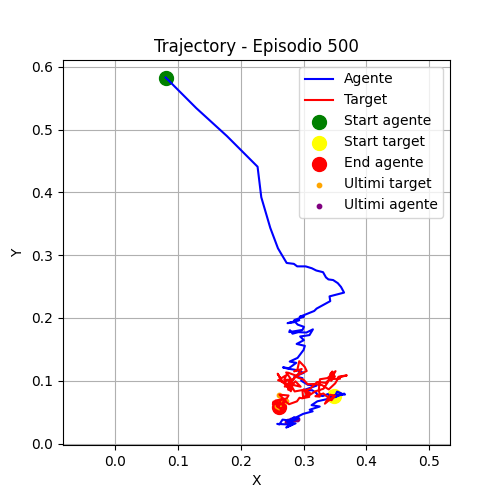 Trajectory - Episodio 500
Agente
Target
Start agente
Start target
End agente
Ultimi target
Ultimi agente
0.6
0.5
0.4
0.3
0.2
0.1
0.0
Y
0.0 0.1 0.2 0.3 0.4 0.5
X